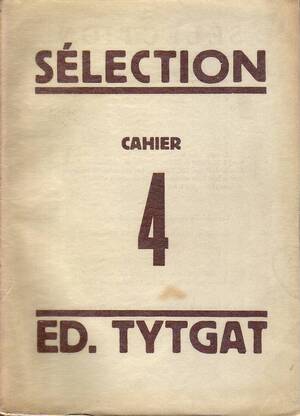 SÉLECTION
CAHIER
4
ED. TYTGAT